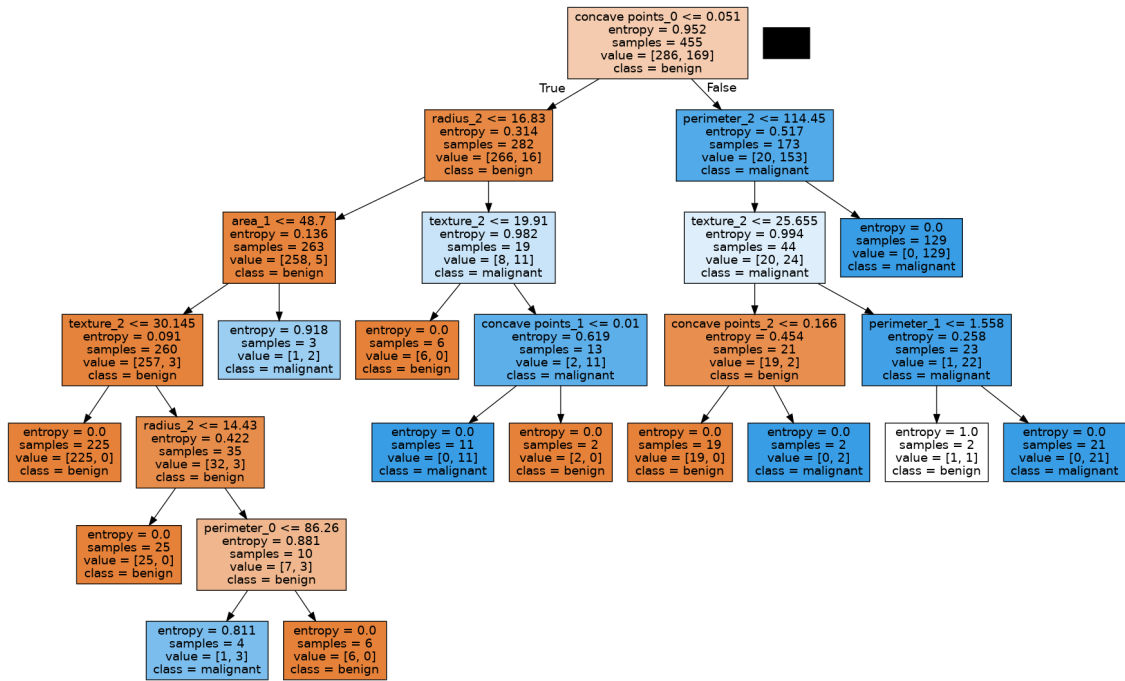 concave points_0 <= 0.051
entropy = 0.952
samples = 455
value = [286, 169]
class = benign
True
False
radius_2 <= 16.83
entropy = 0.314
samples = 282
value = [266, 16]
class = benign
perimeter_2 <= 114.45
entropy = 0.517
samples = 173
value = [20, 153]
class = malignant
area_1 <= 48.7
entropy = 0.136
samples = 263
value = [258, 5]
class = benign
texture_2 <= 19.91
entropy = 0.982
samples = 19
value = [8, 11]
class = malignant
texture_2 <= 25.655
entropy = 0.994
samples = 44
value = [20, 24]
class = malignant
entropy = 0.0
samples = 129
value = [0, 129]
class = malignant
texture_2 <= 30.145
entropy = 0.091
samples = 260
value = [257, 3]
class = benign
entropy = 0.918
samples = 3
value = [1, 2]
class = malignant
entropy = 0.0
samples = 6
value = [6, 0]
class = benign
concave points_1 <= 0.01
entropy = 0.619
samples = 13
value = [2, 11]
class = malignant
concave points_2 <= 0.166
entropy = 0.454
samples = 21
value = [19, 2]
class = benign
perimeter_1 <= 1.558
entropy = 0.258
samples = 23
value = [1, 22]
class = malignant
entropy = 0.0
samples = 225
value = [225, 0]
class = benign
radius_2 <= 14.43
entropy = 0.422
samples = 35
value = [32, 3]
class = benign
entropy = 0.0
samples = 11
value = [0, 11]
class = malignant
entropy = 0.0
samples = 2
value = [2, 0]
class = benign
entropy = 0.0
samples = 19
value = [19, 0]
class = benign
entropy = 0.0
samples = 2
value = [0, 2]
class = malignant
entropy = 1.0
samples = 2
value = [1, 1]
class = benign
entropy = 0.0
samples = 21
value = [0, 21]
class = malignant
entropy = 0.0
samples = 25
value = [25, 0]
class = benign
perimeter_0 <= 86.26
entropy = 0.881
samples = 10
value = [7, 3]
class = benign
entropy = 0.811
samples = 4
value = [1, 3]
class = malignant
entropy = 0.0
samples = 6
value = [6, 0]
class = benign